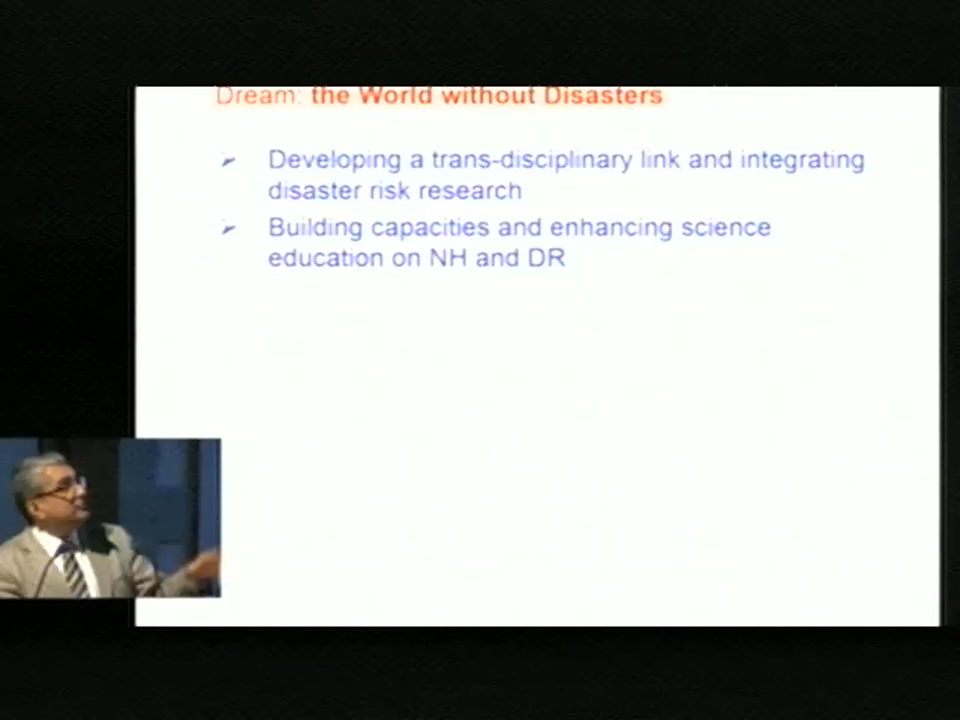 Dream: the World without Disasters
➢ Developing a trans-disciplinary link and integrating
disaster risk research
➢ Building capacities and enhancing science
education on NH and DR